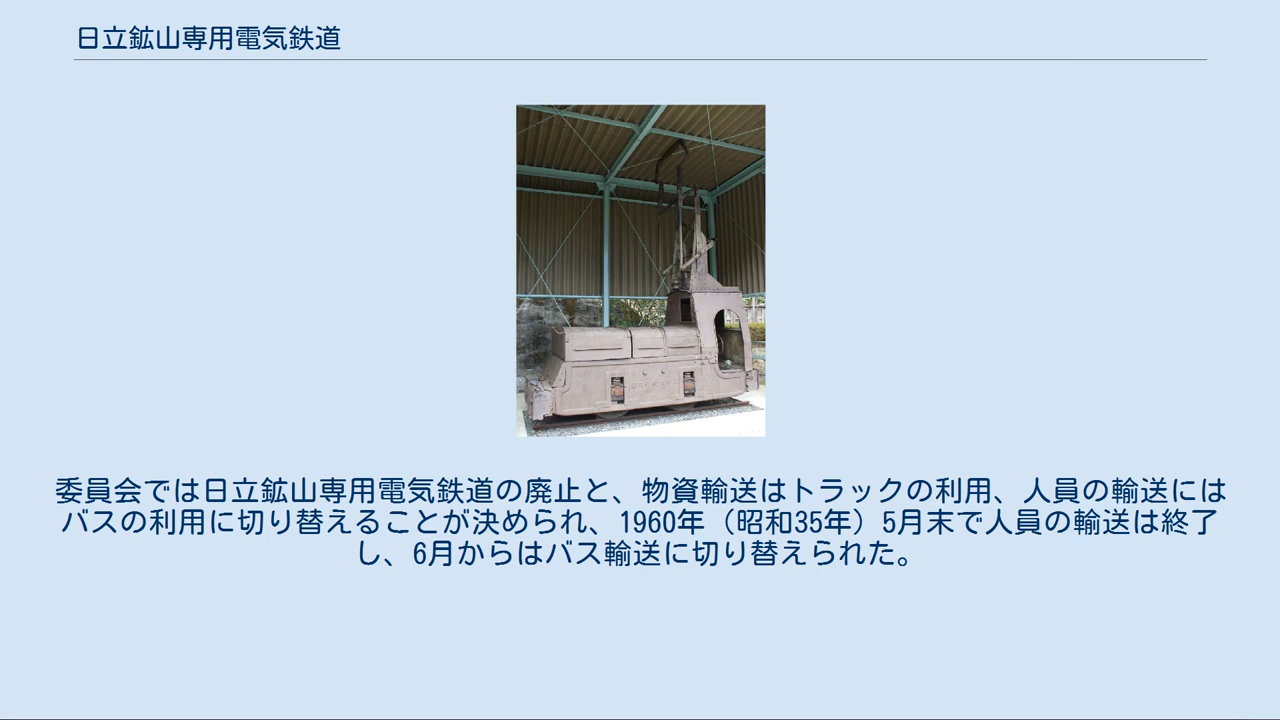 日立鉱山専用電気鉄道
委員会では日立鉱山専用電気鉄道の廃止と、物資輸送はトラックの利用、人員の輸送には
バスの利用に切り替えることが決められ、1960年（昭和35年）5月末で人員の輸送は終了
し、6月からはバス輸送に切り替えられた。